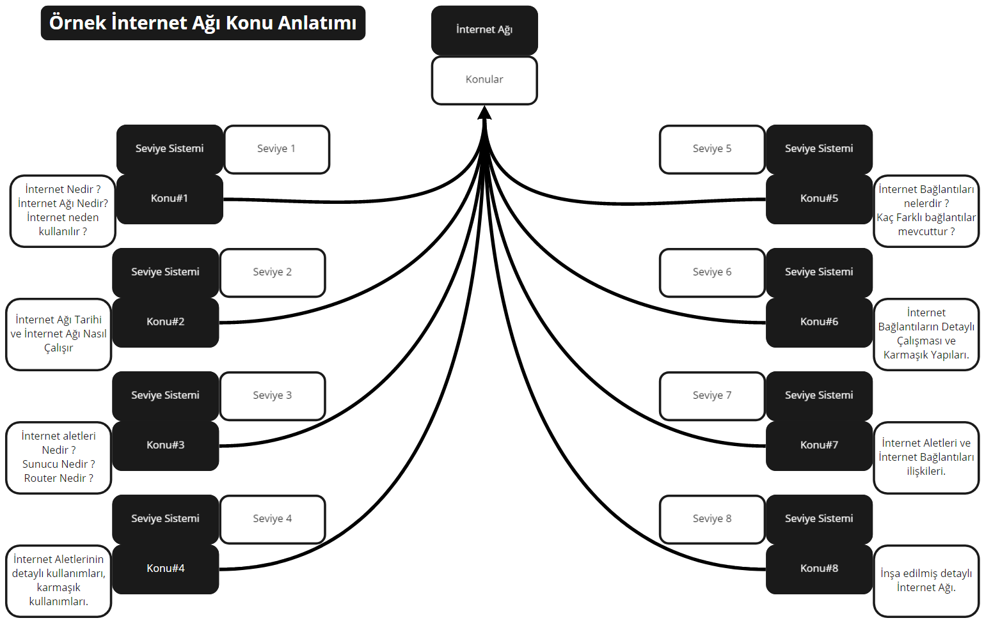 Örnek İnternet Ağı Konu Anlatımı
İnternet Ağı
Konular
Seviye Sistemi
Seviye 1
Konu#1
İnternet Nedir ?
İnternet Ağı Nedir?
İnternet neden
kullanılır ?
Seviye Sistemi
Seviye 2
Konu#2
İnternet Ağı Tarihi
ve İnternet Ağı Nasıl
Çalışır
Seviye Sistemi
Seviye 3
Konu#3
İnternet aletleri
Nedir ?
Sunucu Nedir ?
Router Nedir ?
Seviye Sistemi
Seviye 4
Konu#4
İnternet Aletlerinin
detaylı kullanımları,
karmaşık
kullanımları.
Seviye 5
Seviye Sistemi
Konu#5
İnternet Bağlantıları
nelerdir ?
Kaç Farklı bağlantılar
mevcuttur ?
Seviye 6
Seviye Sistemi
Konu#6
İnternet
Bağlantıların Detaylı
Çalışması ve
Karmaşık Yapıları.
Seviye 7
Seviye Sistemi
Konu#7
İnternet Aletleri ve
İnternet Bağlantıları
ilişkileri.
Seviye 8
Seviye Sistemi
Konu#8
İnşa edilmiş detaylı
İnternet Ağı.